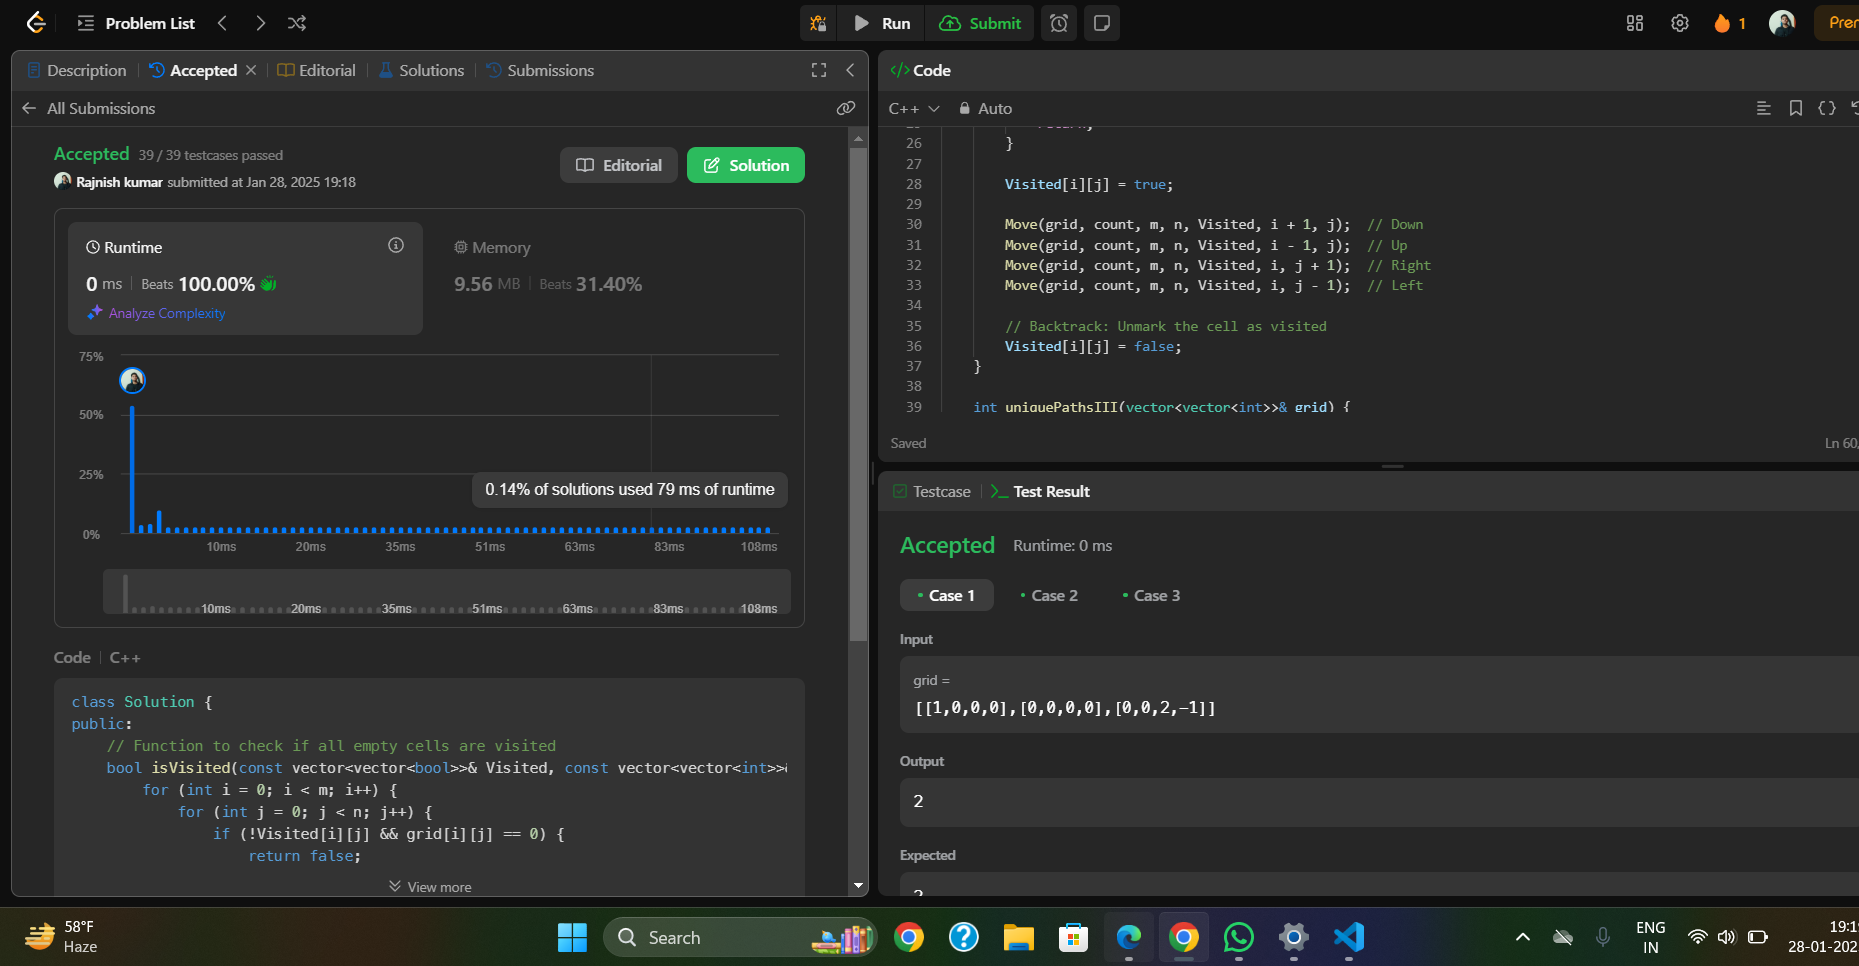 Problem List
Run
Submit
1
Description
Accepted
Editorial
Solutions
Submissions
All Submissions
Accepted 39 / 39 testcases passed
Rajnish kumar submitted at Jan 28, 2025 19:18
Editorial
Solution
Runtime
0 ms Beats 100.00%
Analyze Complexity
Memory
9.56 MB Beats 31.40%
75%
50%
25%
0%
0.14% of solutions used 79 ms of runtime
10ms 20ms 35ms 51ms 63ms 83ms 108ms
10ms 20ms 35ms 51ms 63ms 83ms 108ms
Code C++
class Solution {
public:
// Function to check if all empty cells are visited
bool isVisited(const vector<vector<bool>>& Visited, const vector<vector<int>>&
for (int i = 0; i < m; i++) {
for (int j = 0; j < n; j++) {
if (!Visited[i][j] && grid[i][j] == 0) {
return false;
View more
</> Code
C++ Auto
26 }
27
28 Visited[i][j] = true;
29
30 Move(grid, count, m, n, Visited, i + 1, j); // Down
31 Move(grid, count, m, n, Visited, i - 1, j); // Up
32 Move(grid, count, m, n, Visited, i, j + 1); // Right
33 Move(grid, count, m, n, Visited, i, j - 1); // Left
34
35 // Backtrack: Unmark the cell as visited
36 Visited[i][j] = false;
37 }
38
39 int uniquePathsIII(vector<vector<int>>& grid) {
Saved
Ln 60,
Testcase
Test Result
Accepted Runtime: 0 ms
Case 1
Case 2
Case 3
Input
grid =
[[1,0,0,0],[0,0,0,0],[0,0,2,-1]]
Output
2
Expected
58°F
Haze
Search
ENG
IN
28-01-202